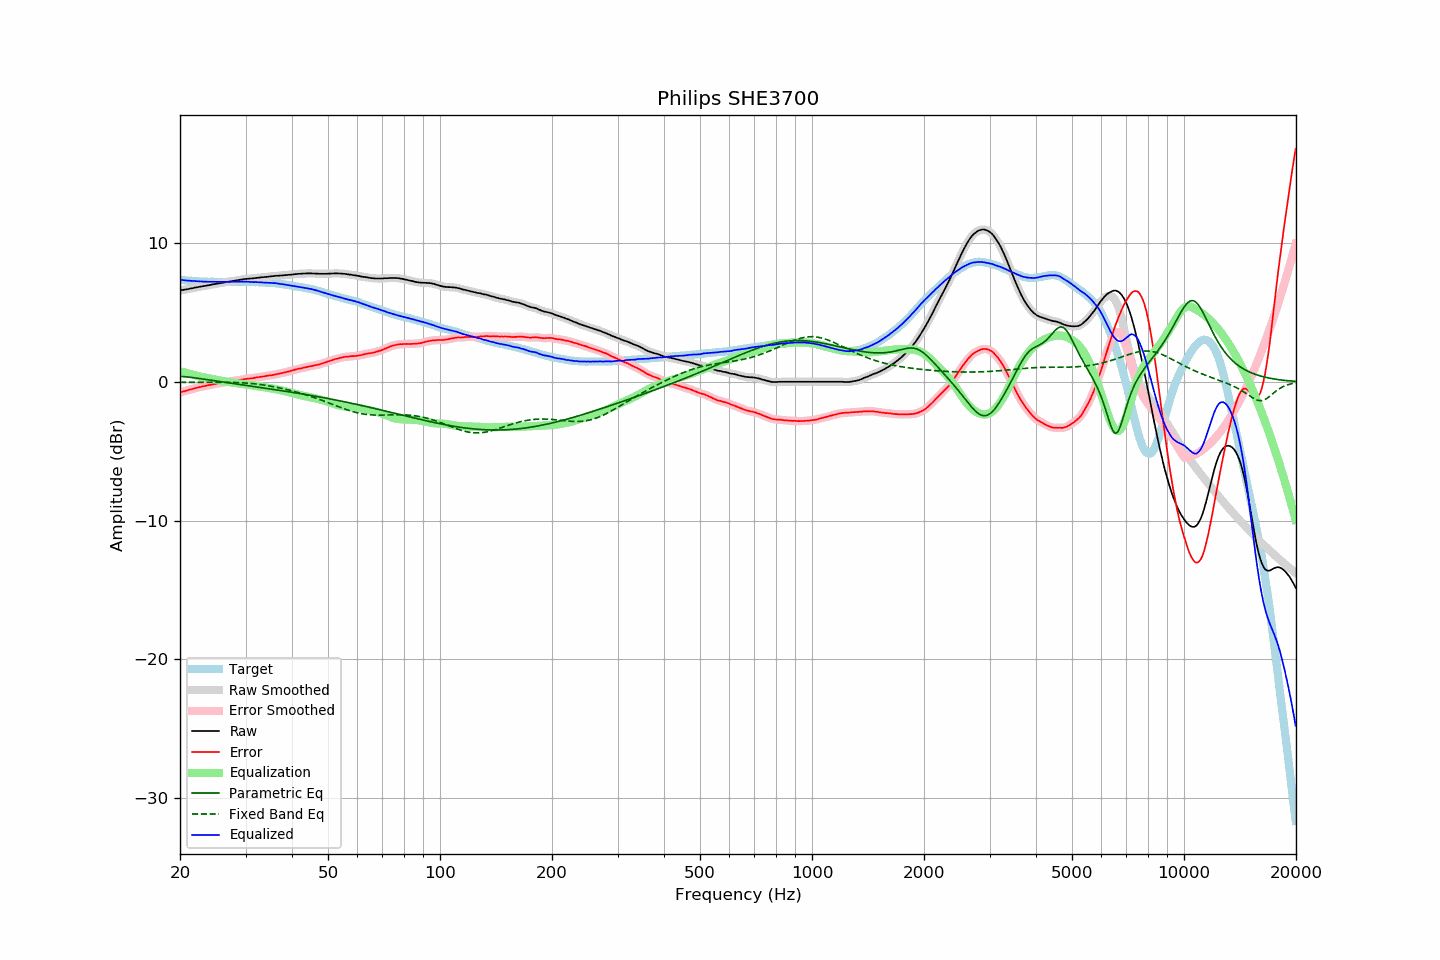 Philips SHE3700
Amplitude (dBr)
10
0
−10
−20
−30
Target
Raw Smoothed
Error Smoothed
Raw
Error
Equalization
Parametric Eq
Fixed Band Eq
Equalized
20 50 100 200 500 1000 2000 5000 10000 20000
Frequency (Hz)